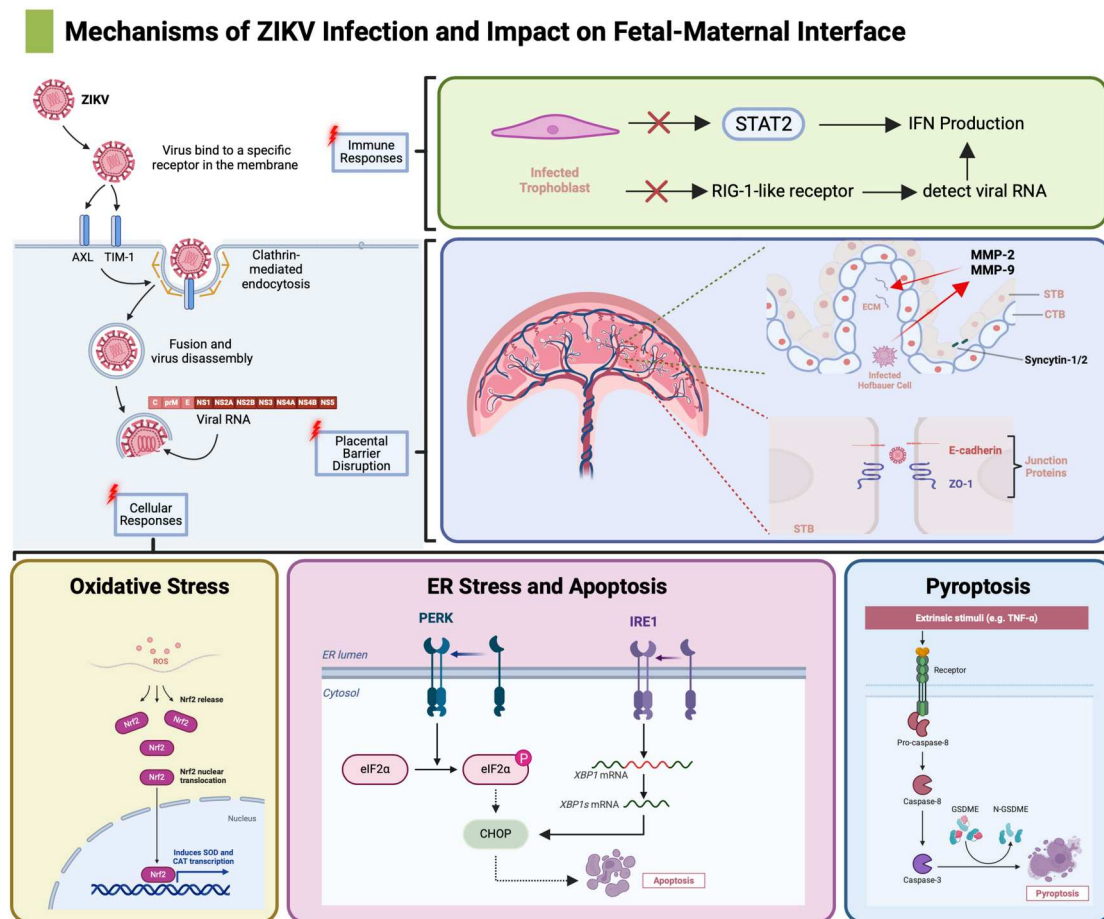 Mechanisms of ZIKV Infection and Impact on Fetal-Maternal Interface
ZIKV
Virus bind to a specific
receptor in the membrane
AXL
TIM-1
Clathrin-
mediated
endocytosis
Fusion and
virus disassembly
C prM E NS1 NS2A NS2B NS3 NS4A NS4B NS5
Viral RNA
Immune
Responses
Infected
Trophoblast
STAT2
IFN Production
RIG-1-like receptor
detect viral RNA
Placental
Barrier
Disruption
MMP-2
MMP-9
ECM
STB
CTB
Syncytin-1/2
Infected
Hofbauer Cell
E-cadherin
ZO-1
Junction
Proteins
STB
Cellular
Responses
Oxidative Stress
ROS
Nrf2 release
Nrf2
Nrf2
Nrf2
Nrf2
Nrf2 nuclear
translocation
Nucleus
Induces SOD and
CAT transcription
Nrf2
ER Stress and Apoptosis
PERK
IRE1
ER lumen
Cytosol
eIF2α
eIF2α
P
XBP1 mRNA
XBP1s mRNA
CHOP
Apoptosis
Pyroptosis
Extrinsic stimuli (e.g. TNF-α)
Receptor
Pro-caspase-8
Caspase-8
GSDME
N-GSDME
Caspase-3
Pyroptosis